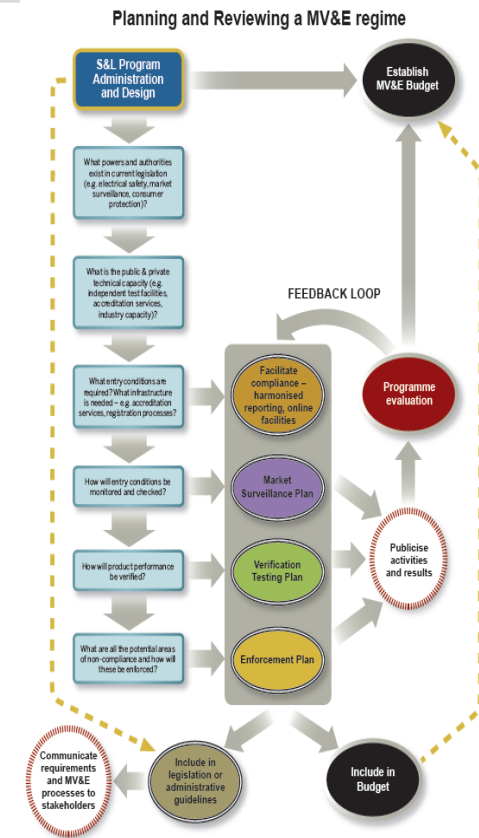 Planning and Reviewing a MV&E regime
S&L Program
Administration
and Design
Establish
MV&E Budget
What powers and authorities
exist in current legislation
(e.g. electrical safety, market
surveillance, consumer
protection)?
What is the public & private
technical capacity (e.g.
independent test facilities,
accreditation services,
industry capacity)?
FEEDBACK LOOP
What entry conditions are
required? What infrastructure
is needed – e.g. accreditation
services, registration processes?
Facilitate
compliance –
harmonised
reporting, online
facilities
Programme
evaluation
How will entry conditions be
monitored and checked?
Market
Surveillance Plan
How will product performance
be verified?
Verification
Testing Plan
Publicise
activities
and results
What are all the potential areas
of non-compliance and how will
these be enforced?
Enforcement Plan
Communicate
requirements
and MV&E
processes to
stakeholders
Include in
legislation or
administrative
guidelines
Include in
Budget